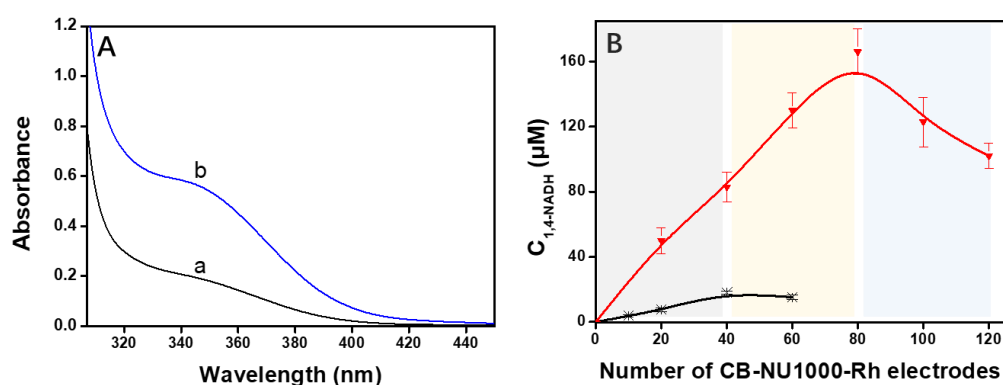 A
1.2
1.0
0.8
0.6
0.4
0.2
0.0
Absorbance
b
a
320 340 360 380 400 420 440
Wavelength (nm)
B
160
120
80
40
0
C1,4-NADH (µM)
0 20 40 60 80 100 120
Number of CB-NU1000-Rh electrodes